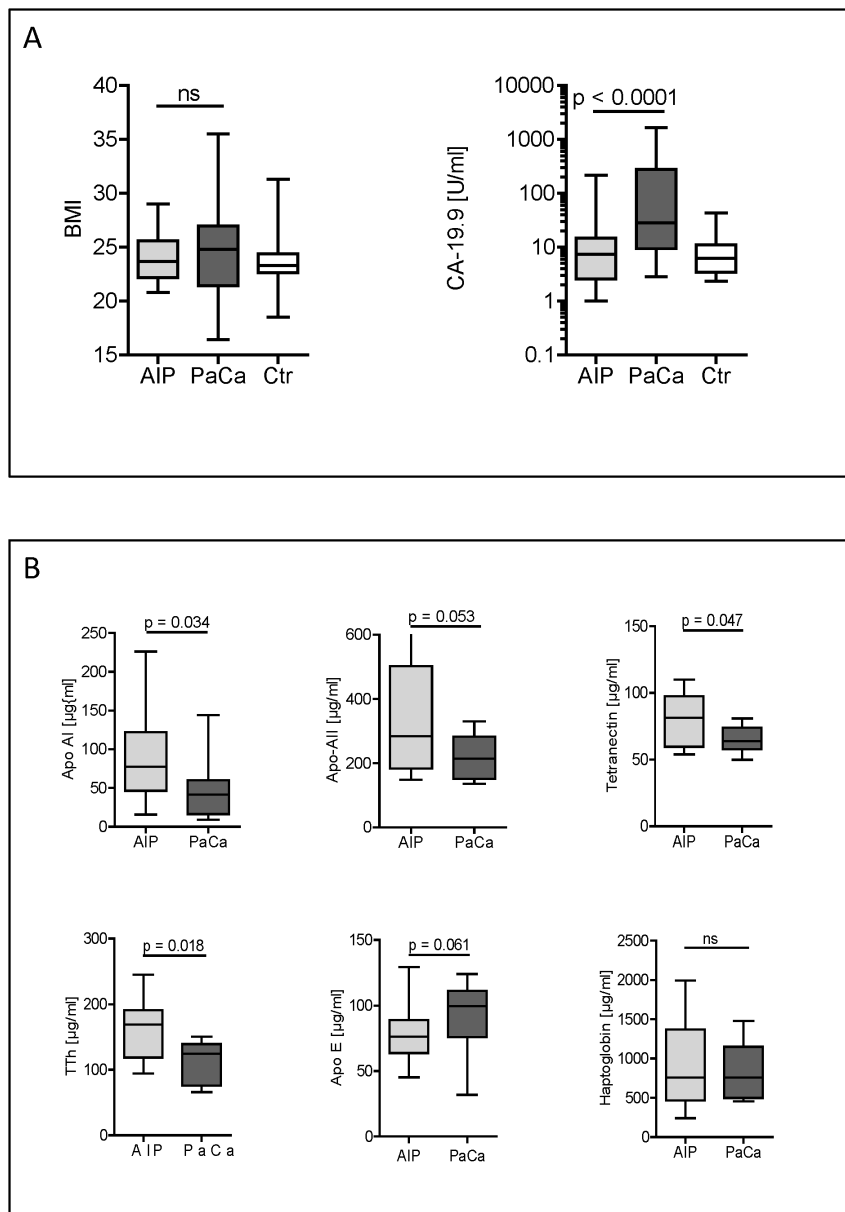 A
BMI
40
35
30
25
20
15
ns
AIP PaCa Ctr
CA-19.9 [U/ml]
10000
1000
100
10
1
0.1
p < 0.0001
AIP PaCa Ctr
B
Apo AI [µg{ml]
250
200
150
100
50
0
p = 0.034
AIP PaCa
Apo-AII [µg/ml]
600
400
200
0
p = 0.053
AIP PaCa
Tetranectin [µg/ml]
150
100
50
0
p = 0.047
AIP PaCa
TTh [µg/ml]
300
200
100
0
p = 0.018
AIP PaCa
Apo E [µg/ml]
150
100
50
0
p = 0.061
AIP PaCa
Haptoglobin [µg/ml]
2500
2000
1500
1000
500
0
ns
AIP PaCa